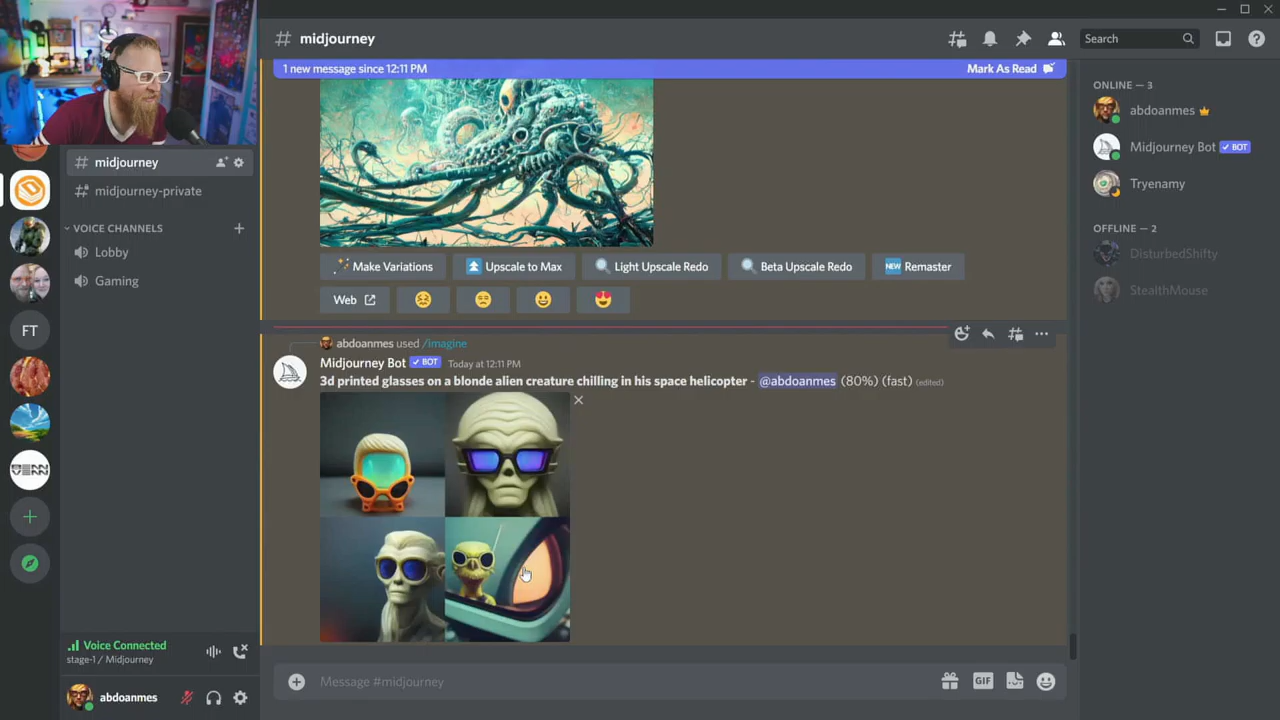 # midjourney
Search
1 new message since 12:11 PM
Mark As Read
midjourney
midjourney-private
VOICE CHANNELS
Lobby
Gaming
FT
Voice Connected
stage-1 / Midjourney
abdoanmes
Make Variations
Upscale to Max
Light Upscale Redo
Beta Upscale Redo
NEW Remaster
Web
abdoanmes used /imagine
Midjourney Bot ✓ BOT Today at 12:11 PM
3d printed glasses on a blonde alien creature chilling in his space helicopter - @abdoanmes (80%) (fast) (edited)
Message #midjourney
GIF
ONLINE — 3
abdoanmes
Midjourney Bot ✓ BOT
Tryenamy
OFFLINE — 2
DisturbedShifty
StealthMouse